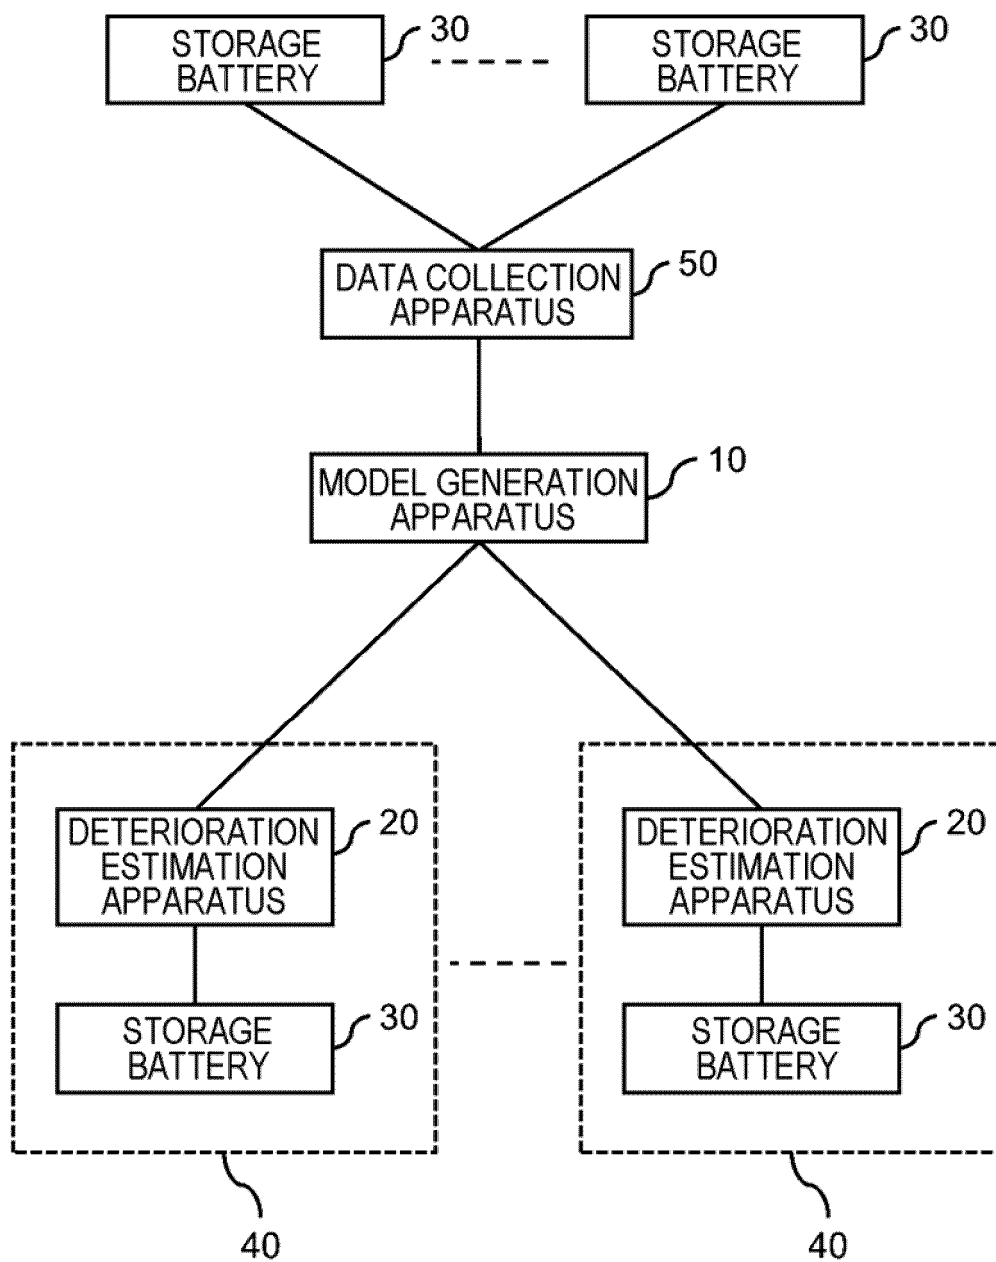 STORAGE
BATTERY
30
STORAGE
BATTERY
30
DATA COLLECTION
APPARATUS
50
MODEL GENERATION
APPARATUS
10
DETERIORATION
ESTIMATION
APPARATUS
20
DETERIORATION
ESTIMATION
APPARATUS
20
STORAGE
BATTERY
30
STORAGE
BATTERY
30
40
40